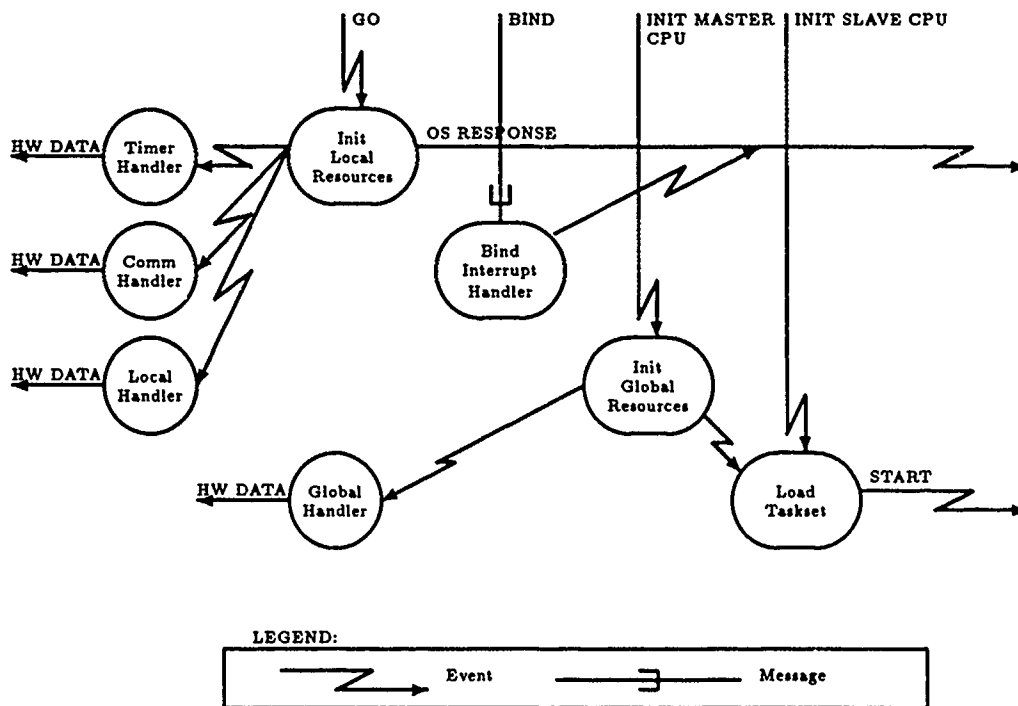 GO
BIND
INIT MASTER
CPU
INIT SLAVE CPU
HW DATA
Timer
Handler
Init
Local
Resources
OS RESPONSE
HW DATA
Comm
Handler
Bind
Interrupt
Handler
HW DATA
Local
Handler
Init
Global
Resources
HW DATA
Global
Handler
Load
Taskset
START
LEGEND:
Event
Message